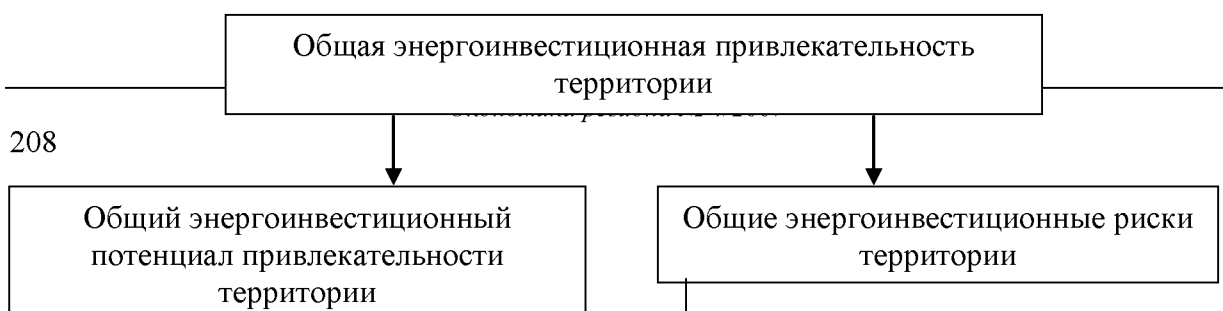 Общая энергоинвестиционная привлекательность
территории
208
Общий энергоинвестиционный
потенциал привлекательности
территории
Общие энергоинвестиционные риски
территории